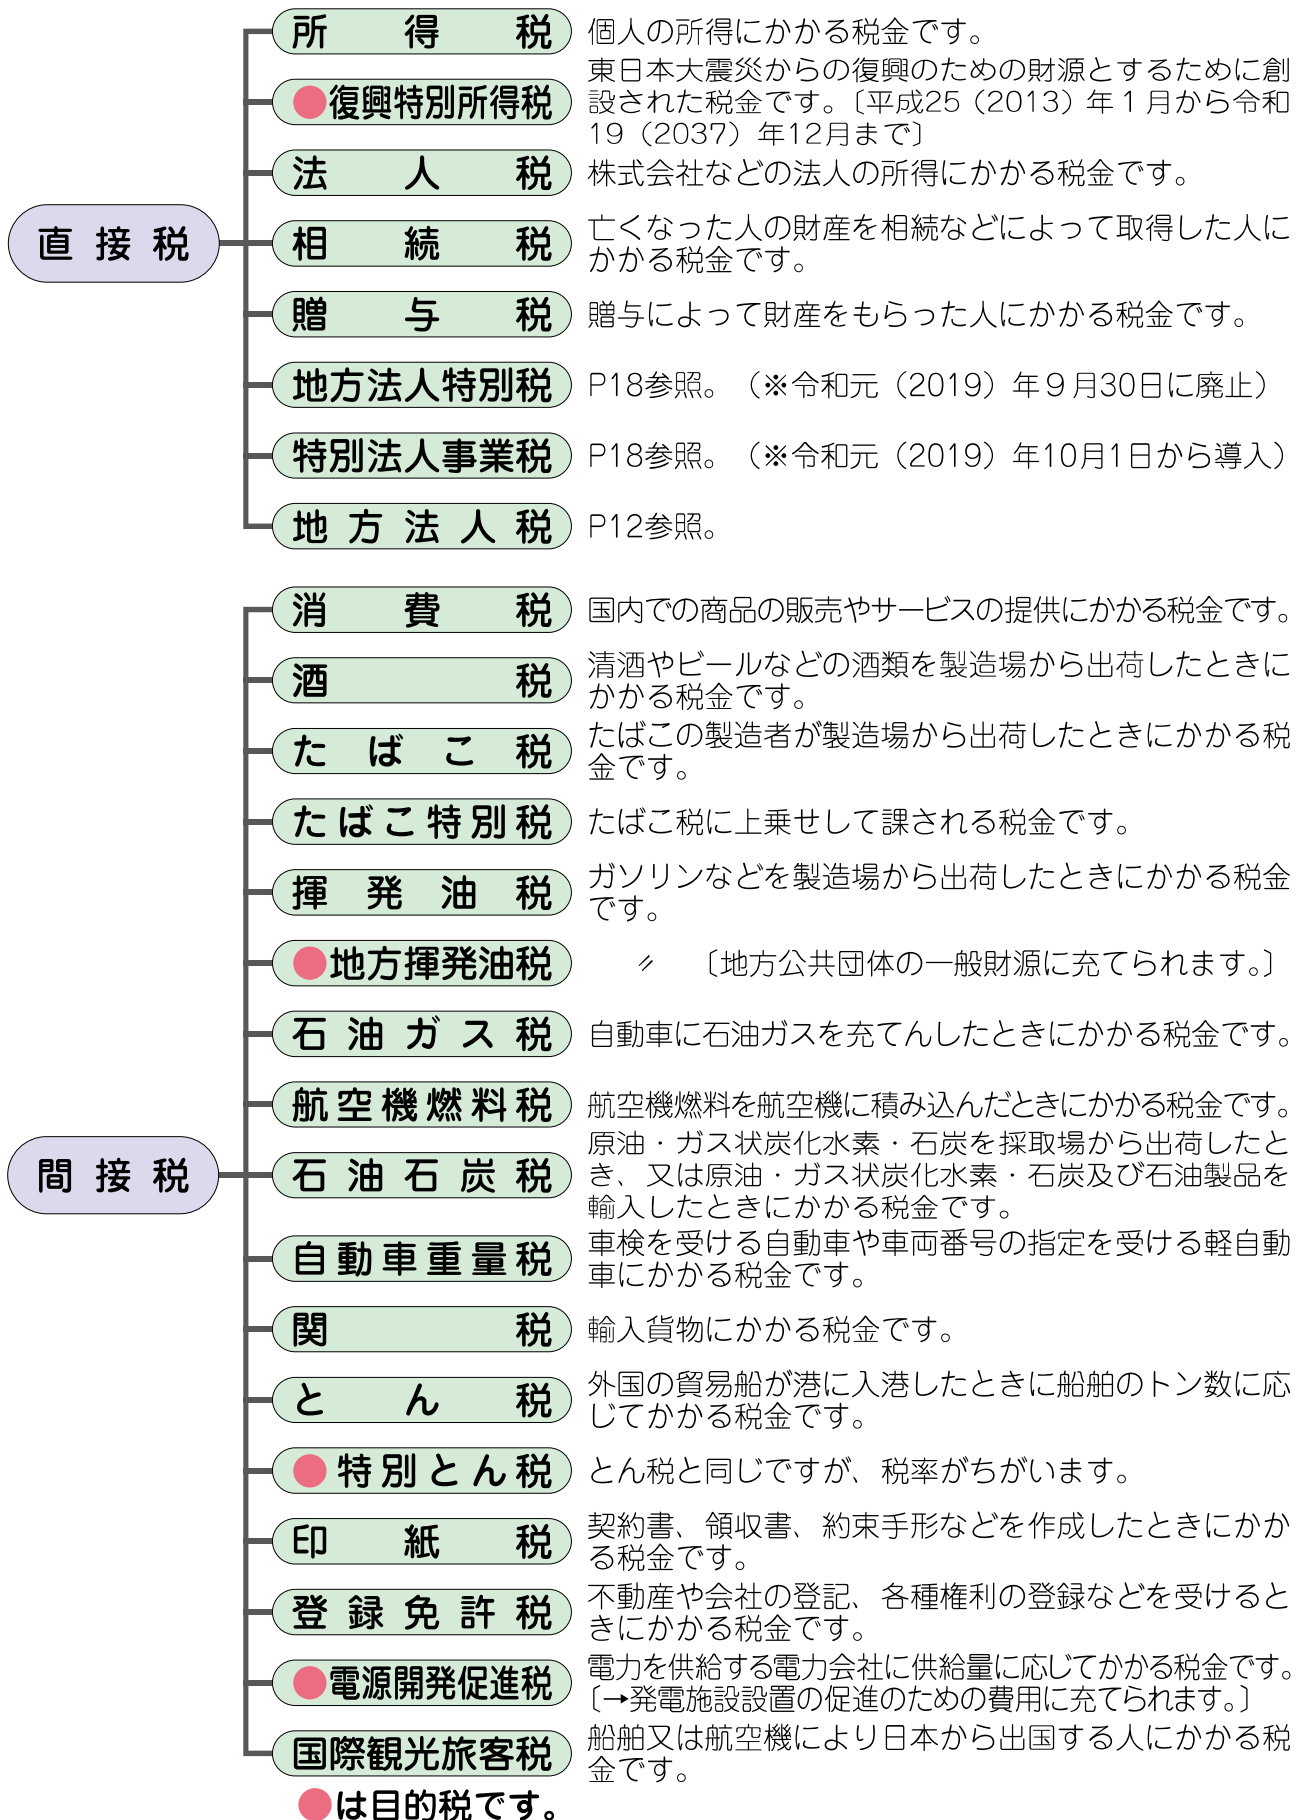 直接税
所得税
個人の所得にかかる税金です。
●復興特別所得税
東日本大震災からの復興のための財源とするために創
設された税金です。〔平成25（2013）年１月から令和
19（2037）年12月まで〕
法人税
株式会社などの法人の所得にかかる税金です。
相続税
亡くなった人の財産を相続などによって取得した人に
かかる税金です。
贈与税
贈与によって財産をもらった人にかかる税金です。
地方法人特別税
P18参照。（※令和元（2019）年９月30日に廃止）
特別法人事業税
P18参照。（※令和元（2019）年10月1日から導入）
地方法人税
P12参照。
間接税
消費税
国内での商品の販売やサービスの提供にかかる税金です。
酒税
清酒やビールなどの酒類を製造場から出荷したときに
かかる税金です。
たばこ税
たばこの製造者が製造場から出荷したときにかかる税
金です。
たばこ特別税
たばこ税に上乗せして課される税金です。
揮発油税
ガソリンなどを製造場から出荷したときにかかる税金
です。
●地方揮発油税
〃　〔地方公共団体の一般財源に充てられます。〕
石油ガス税
自動車に石油ガスを充てんしたときにかかる税金です。
航空機燃料税
航空機燃料を航空機に積み込んだときにかかる税金です。
石油石炭税
原油・ガス状炭化水素・石炭を採取場から出荷したと
き、又は原油・ガス状炭化水素・石炭及び石油製品を
輸入したときにかかる税金です。
自動車重量税
車検を受ける自動車や車両番号の指定を受ける軽自動
車にかかる税金です。
関税
輸入貨物にかかる税金です。
とん税
外国の貿易船が港に入港したときに船舶のトン数に応
じてかかる税金です。
●特別とん税
とん税と同じですが、税率がちがいます。
印紙税
契約書、領収書、約束手形などを作成したときにかか
る税金です。
登録免許税
不動産や会社の登記、各種権利の登録などを受けると
きにかかる税金です。
●電源開発促進税
電力を供給する電力会社に供給量に応じてかかる税金です。
〔→発電施設設置の促進のための費用に充てられます。〕
国際観光旅客税
船舶又は航空機により日本から出国する人にかかる税
金です。
●は目的税です。